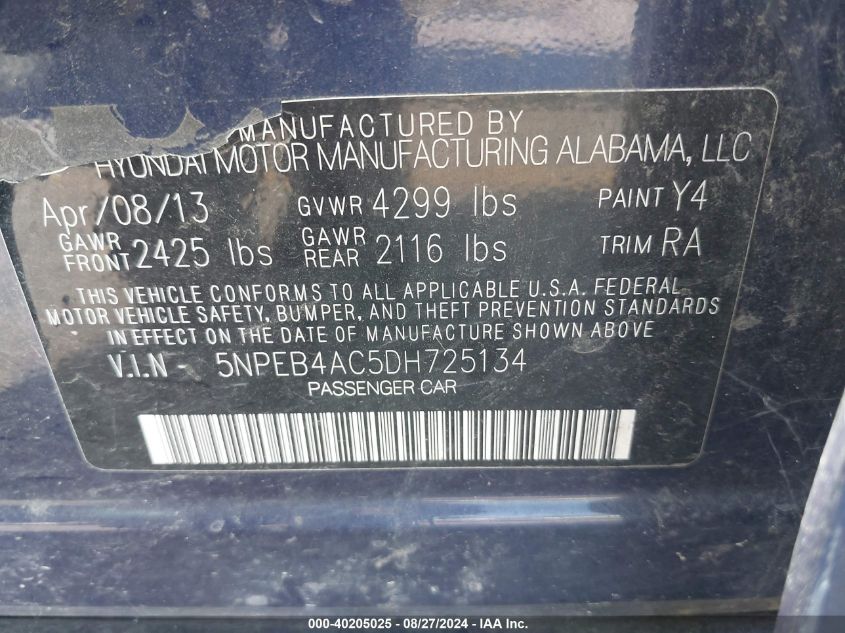 MANUFACTURED BY
HYUNDAI MOTOR MANUFACTURING ALABAMA, LLC
Apr/08/13 GVWR 4299 lbs PAINT Y4
GAWR FRONT 2425 lbs GAWR REAR 2116 lbs TRIM RA
THIS VEHICLE CONFORMS TO ALL APPLICABLE U.S.A. FEDERAL
MOTOR VEHICLE SAFETY, BUMPER, AND THEFT PREVENTION STANDARDS
IN EFFECT ON THE DATE OF MANUFACTURE SHOWN ABOVE.
V.I.N - 5NPEB4AC5DH725134
PASSENGER CAR
000-40205025 - 08/27/2024 - IAA Inc.